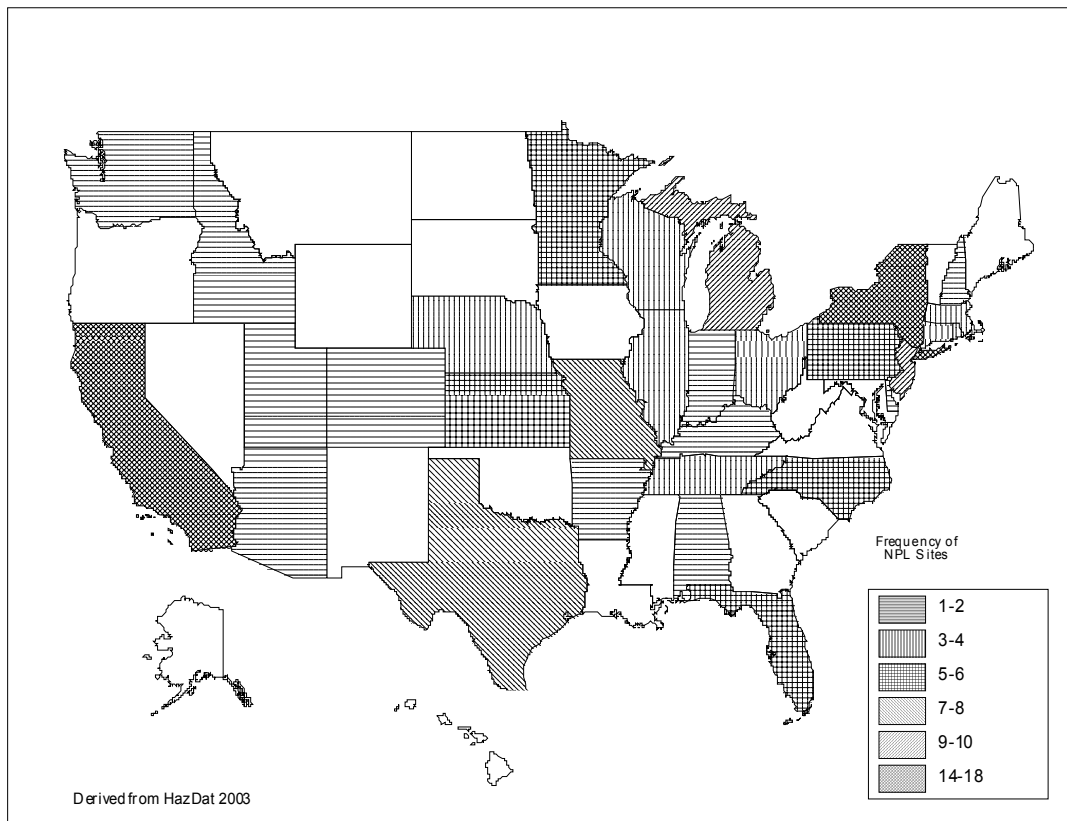 Frequency of
NPL Sites
1-2
3-4
5-6
7-8
9-10
14-18
Derived from HazDat 2003